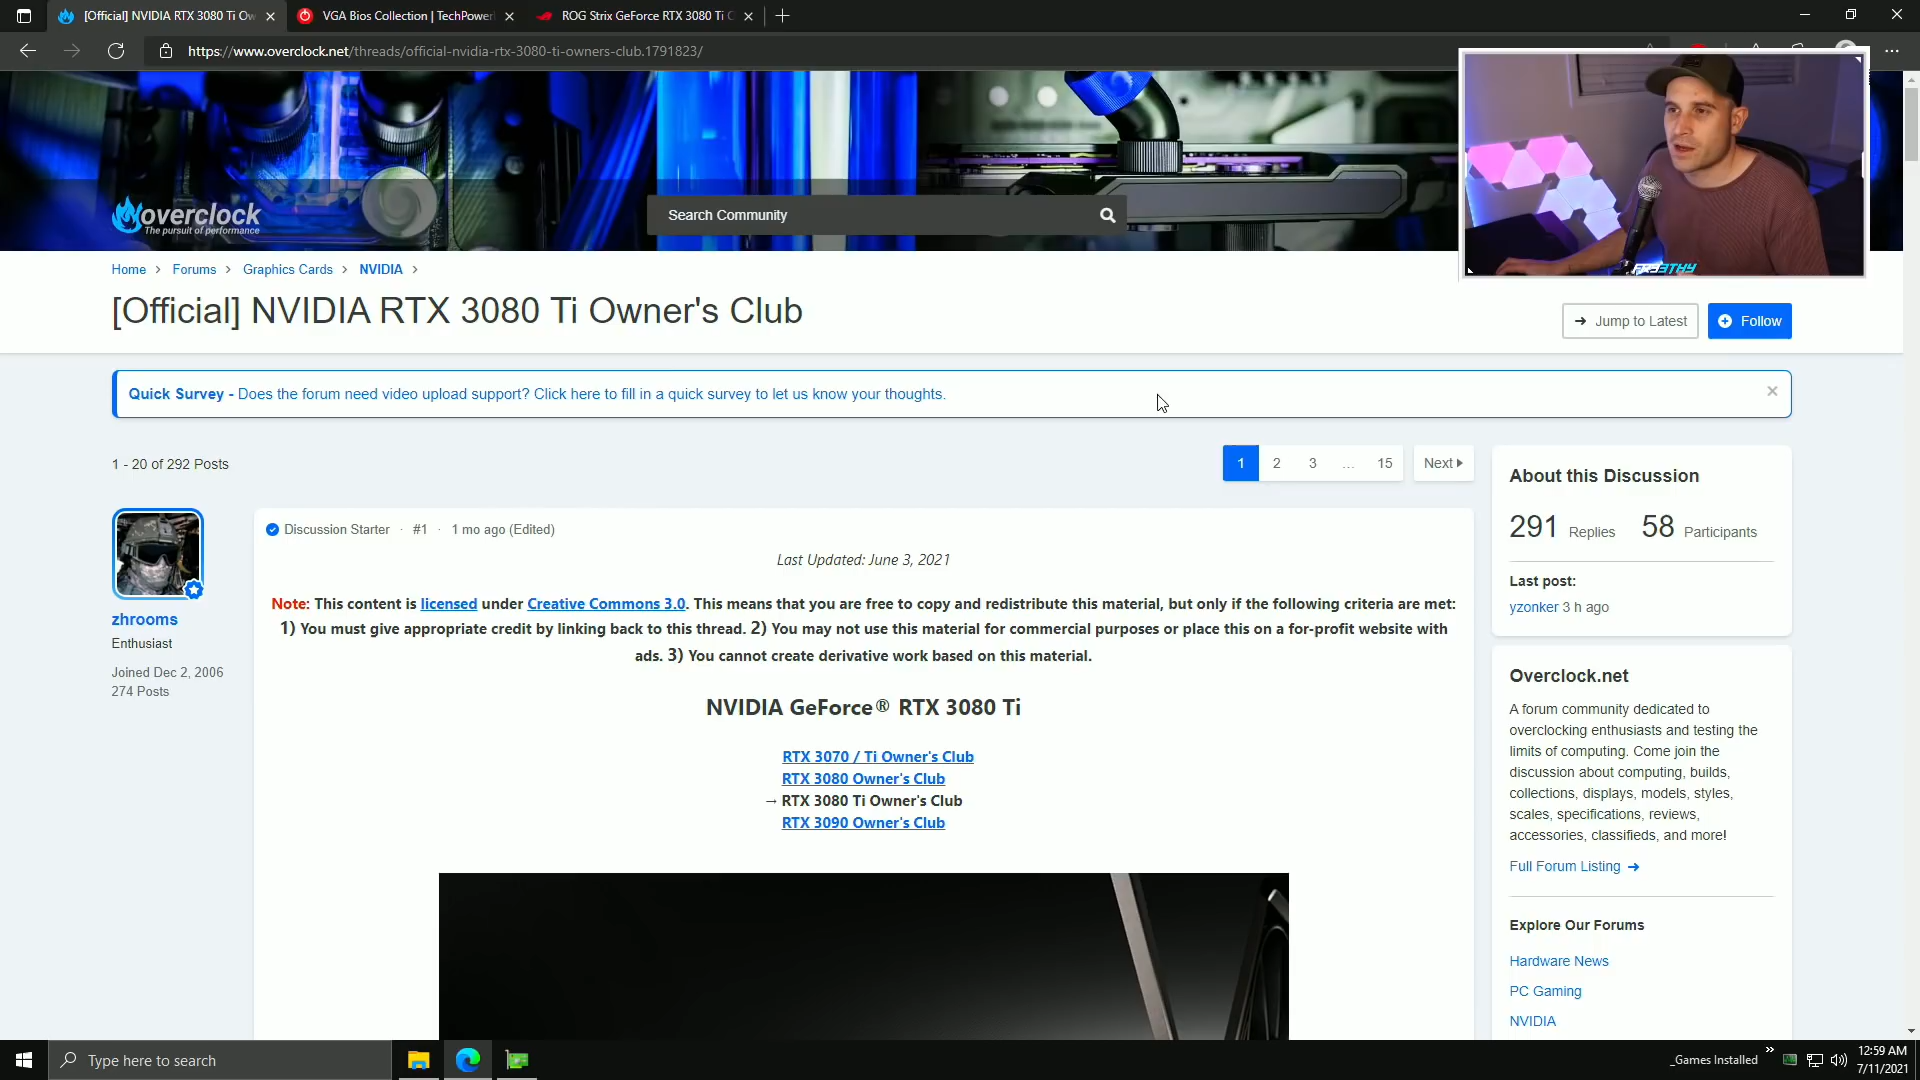 [Official] NVIDIA RTX 3080 Ti Ow
VGA Bios Collection | TechPower
ROG Strix GeForce RTX 3080 Ti
https://www.overclock.net/threads/official-nvidia-rtx-3080-ti-owners-club.1791823/
overclock
The pursuit of performance
Search Community
FR33THY
Home > Forums > Graphics Cards > NVIDIA >
[Official] NVIDIA RTX 3080 Ti Owner's Club
→ Jump to Latest
Follow
Quick Survey - Does the forum need video upload support? Click here to fill in a quick survey to let us know your thoughts.
1 - 20 of 292 Posts
1 2 3 ... 15 Next
zhrooms
Enthusiast
Joined Dec 2, 2006
274 Posts
Discussion Starter · #1 · 1 mo ago (Edited)
Last Updated: June 3, 2021
Note: This content is licensed under Creative Commons 3.0. This means that you are free to copy and redistribute this material, but only if the following criteria are met:
1) You must give appropriate credit by linking back to this thread. 2) You may not use this material for commercial purposes or place this on a for-profit website with
ads. 3) You cannot create derivative work based on this material.
NVIDIA GeForce® RTX 3080 Ti
RTX 3070 / Ti Owner's Club
RTX 3080 Owner's Club
→ RTX 3080 Ti Owner's Club
RTX 3090 Owner's Club
About this Discussion
291 Replies 58 Participants
Last post:
yzonker 3 h ago
Overclock.net
A forum community dedicated to
overclocking enthusiasts and testing the
limits of computing. Come join the
discussion about computing, builds,
collections, displays, models, styles,
scales, specifications, reviews,
accessories, classifieds, and more!
Full Forum Listing →
Explore Our Forums
Hardware News
PC Gaming
NVIDIA
Type here to search
_Games Installed
12:59 AM
7/11/2021